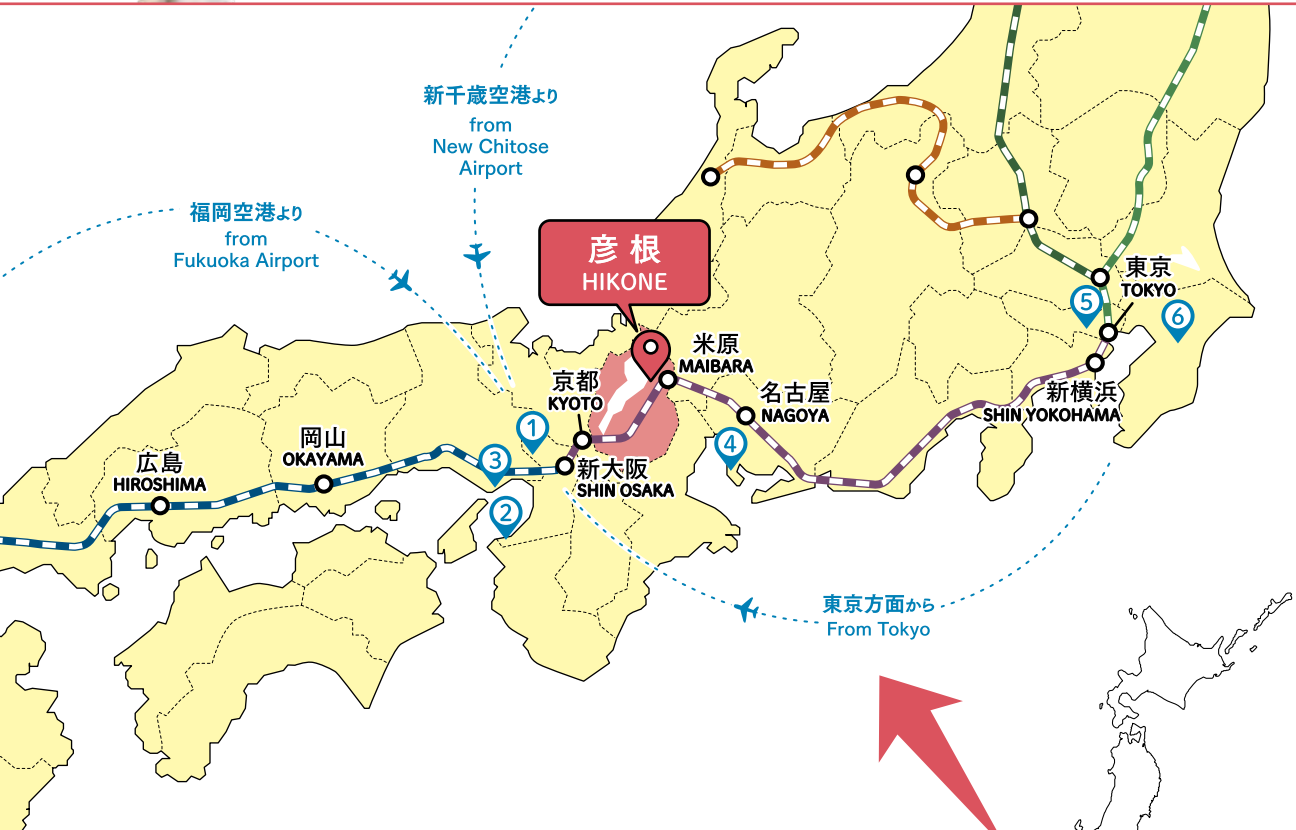 新千歳空港より
from
New Chitose
Airport
福岡空港より
from
Fukuoka Airport
彦根
HIKONE
東京
TOKYO
5
6
米原
MAIBARA
京都
KYOTO
名古屋
NAGOYA
新横浜
SHIN YOKOHAMA
1
4
岡山
OKAYAMA
3
広島
HIROSHIMA
新大阪
SHIN OSAKA
2
東京方面から
From Tokyo